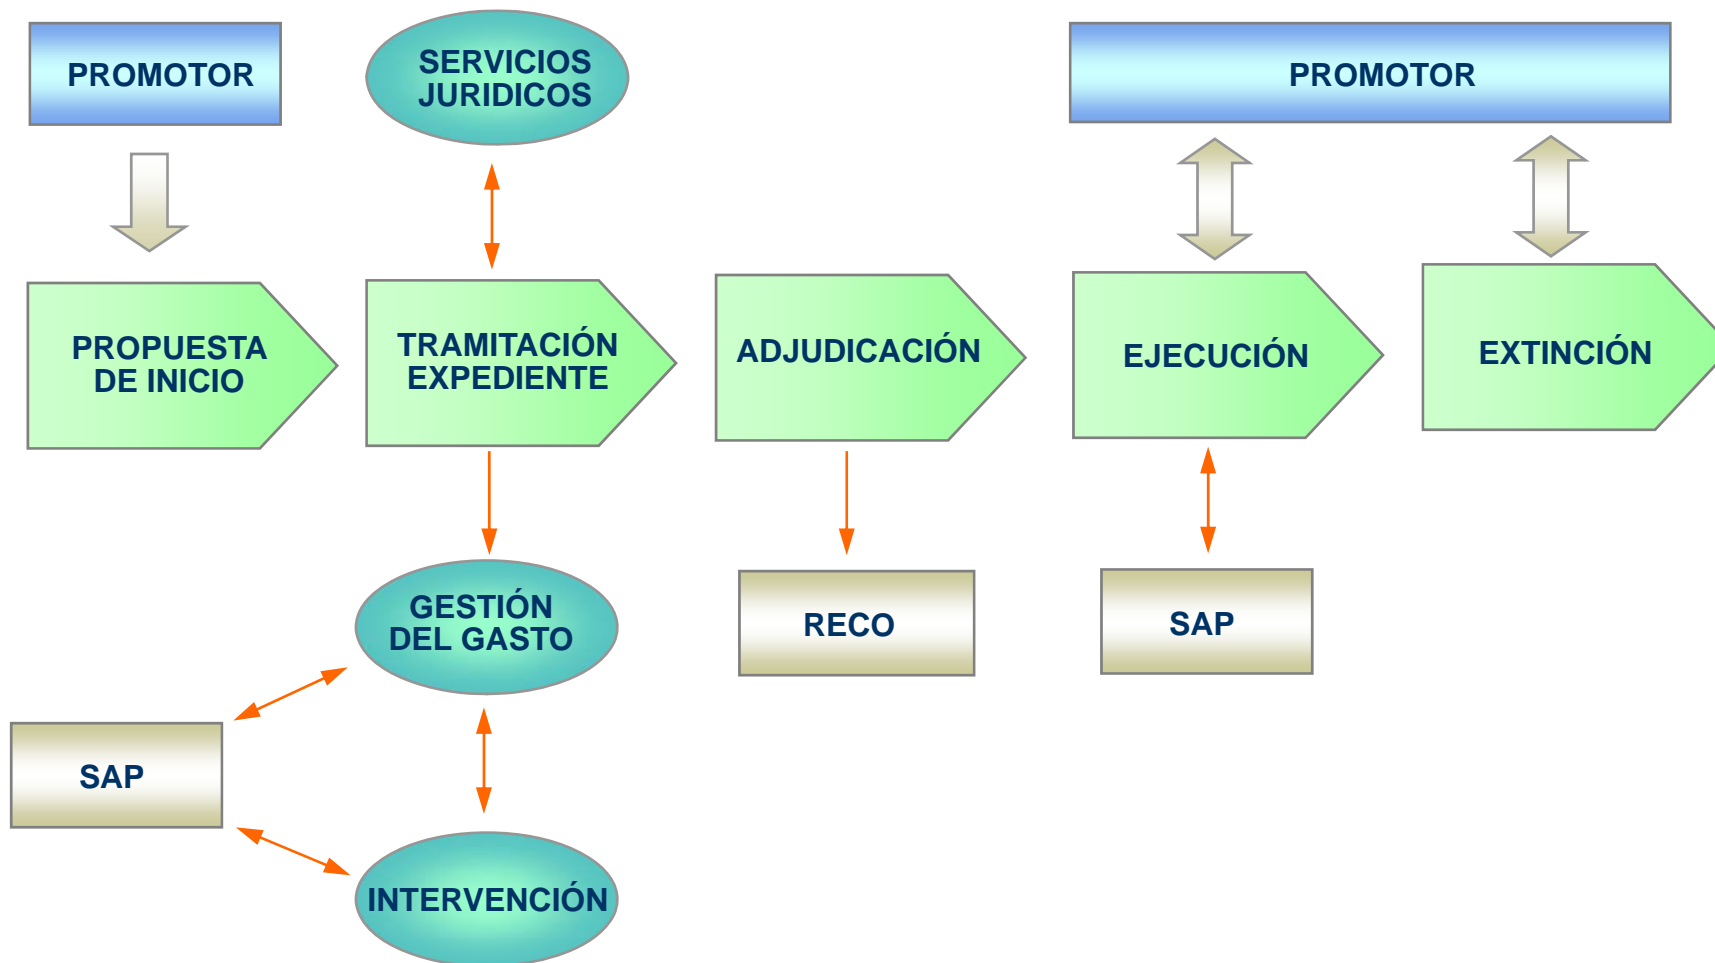 PROMOTOR
SERVICIOS
JURIDICOS
PROMOTOR
PROPUESTA
DE INICIO
TRAMITACIÓN
EXPEDIENTE
ADJUDICACIÓN
EJECUCIÓN
EXTINCIÓN
GESTIÓN
DEL GASTO
RECO
SAP
SAP
INTERVENCIÓN